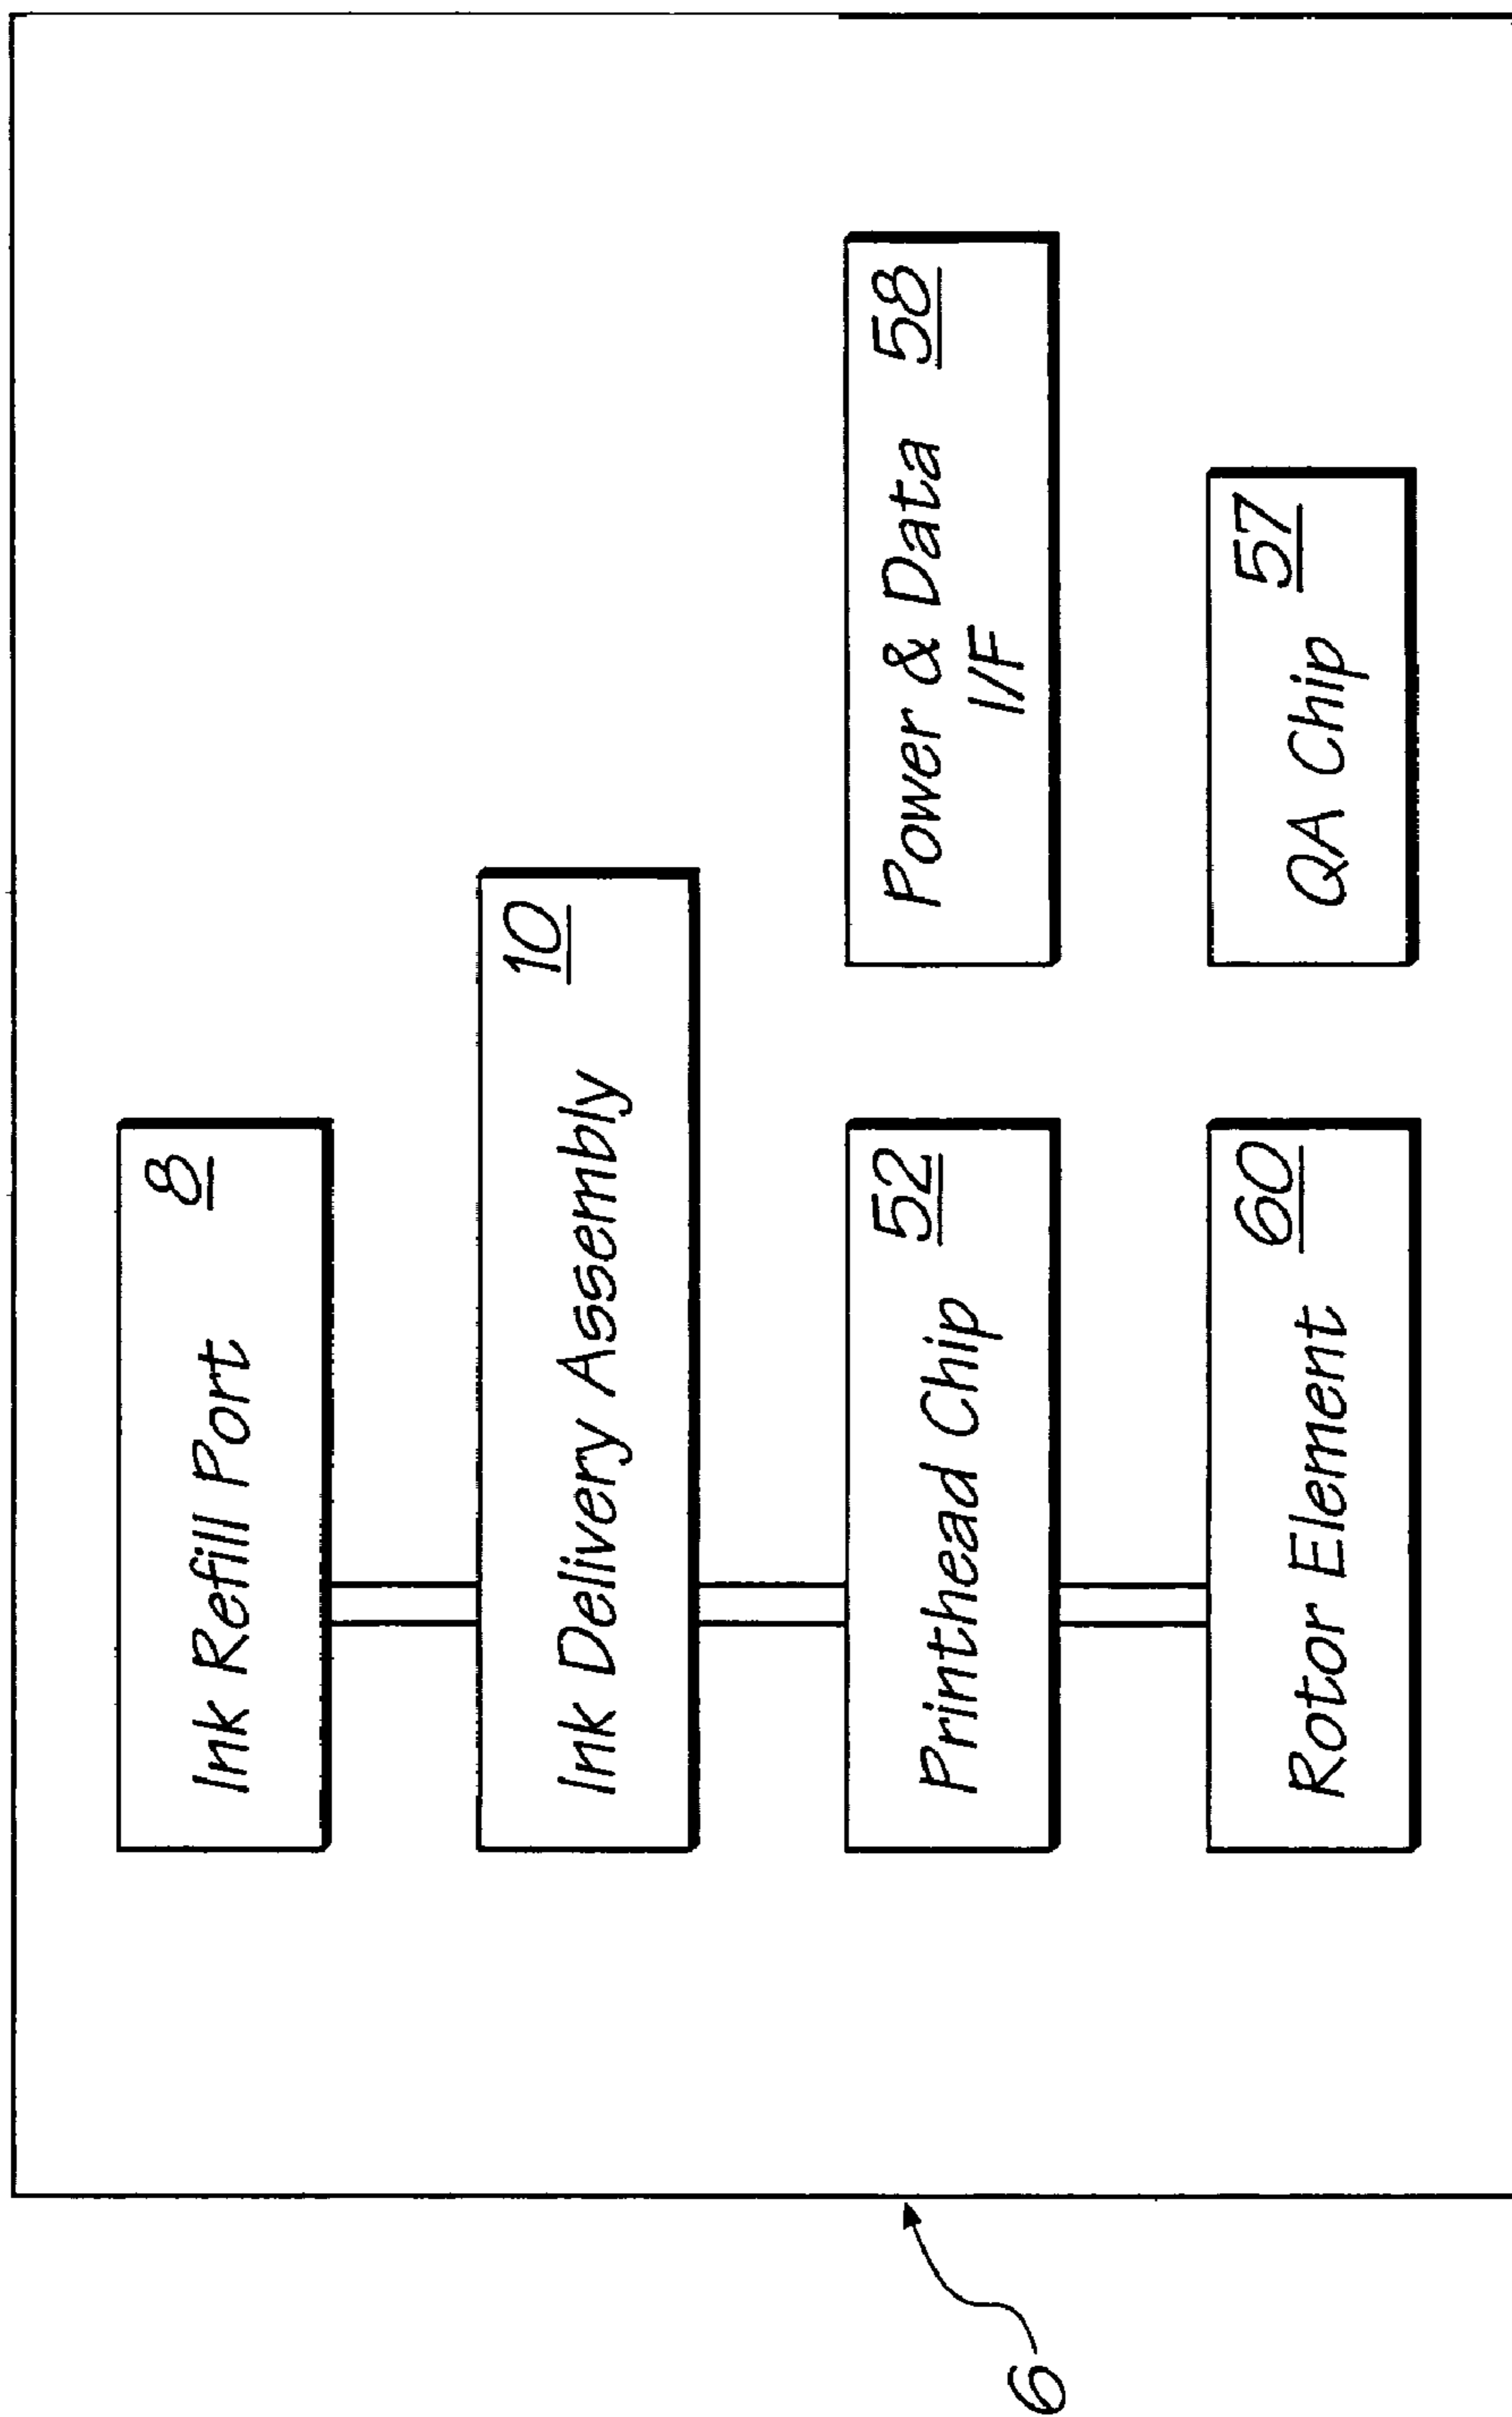 Ink Refill Port 8
Ink Delivery Assembly 10
Printhead Chip 52
Power & Data 58
I/F
Rotor Element 60
QA Chip 57
6